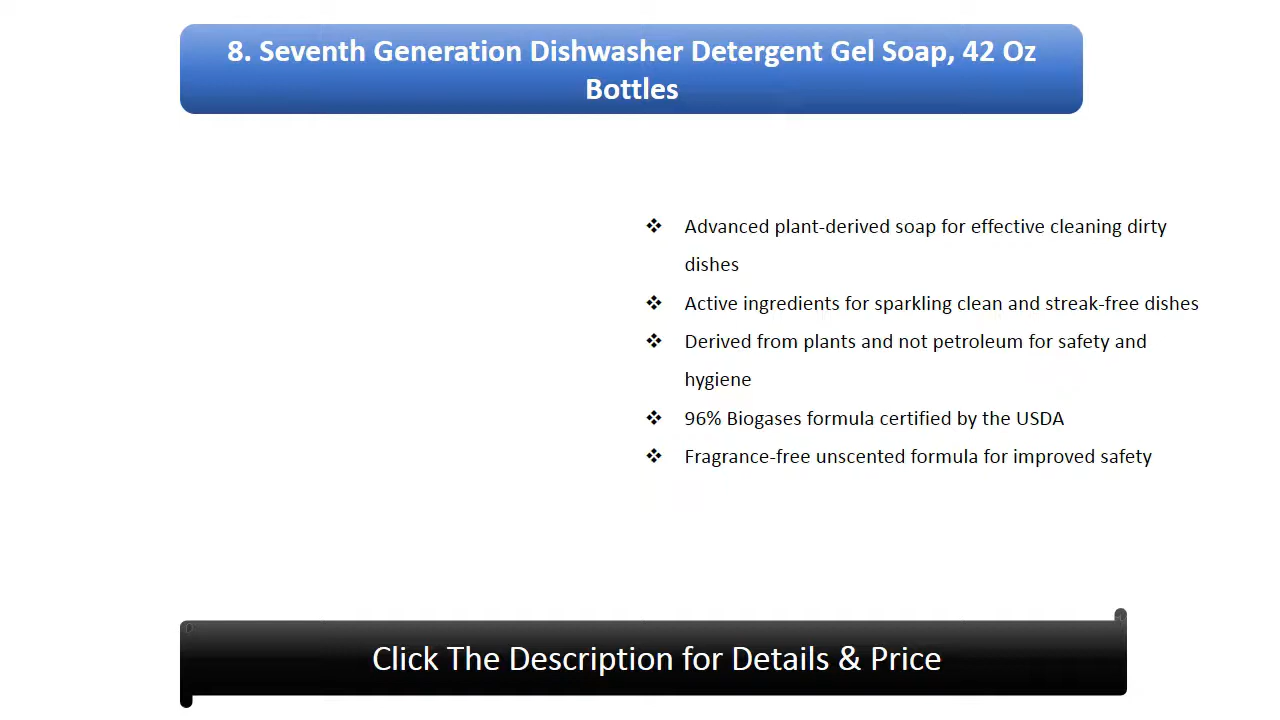 8. Seventh Generation Dishwasher Detergent Gel Soap, 42 Oz
Bottles
❖ Advanced plant-derived soap for effective cleaning dirty
dishes
❖ Active ingredients for sparkling clean and streak-free dishes
❖ Derived from plants and not petroleum for safety and
hygiene
❖ 96% Biogases formula certified by the USDA
❖ Fragrance-free unscented formula for improved safety
Click The Description for Details & Price